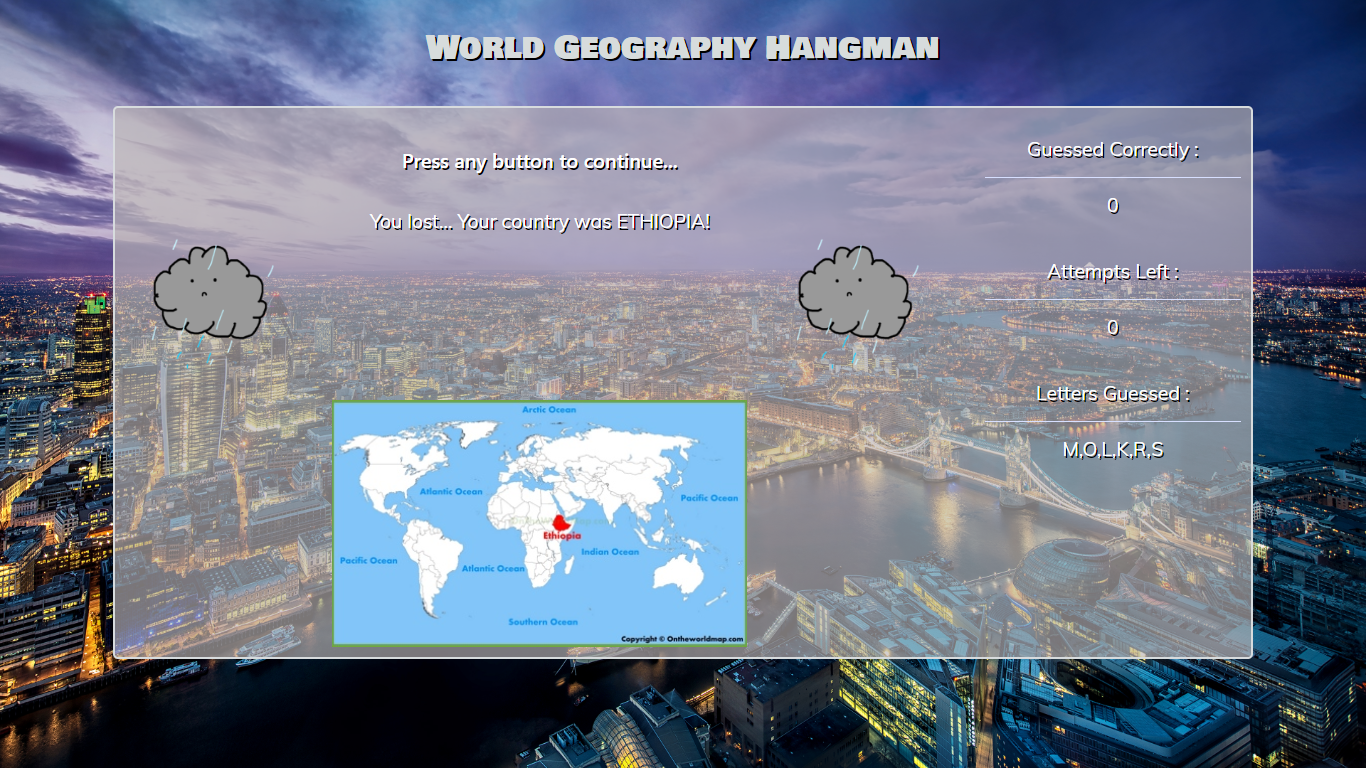 World Geography Hangman
Press any button to continue...
You lost... Your country was ETHIOPIA!
Guessed Correctly :
0
Attempts Left :
0
Letters Guessed :
M,O,L,K,R,S
Arctic Ocean
Atlantic Ocean
Pacific Ocean
Ethiopia
Indian Ocean
Pacific Ocean
Atlantic Ocean
Southern Ocean
Copyright © Ontheworldmap.com